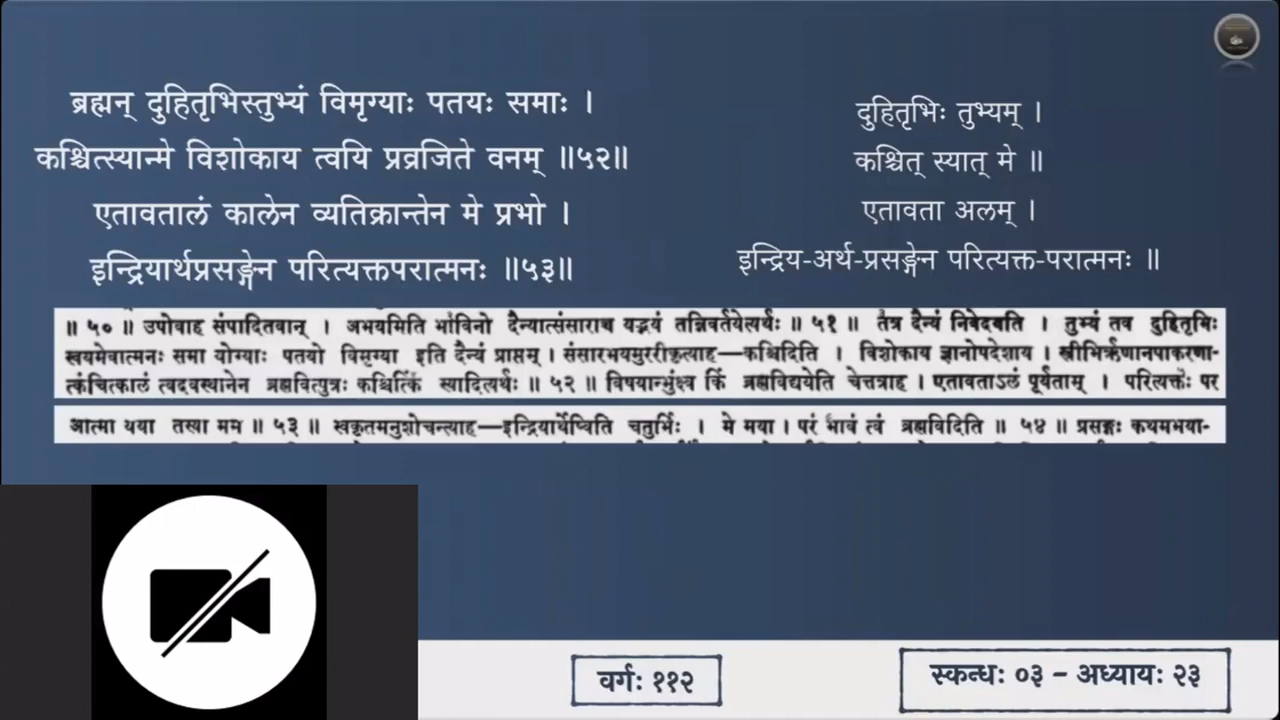 ब्रह्मन् दुहितृभिस्तुभ्यं विमृग्याः पतयः समाः ।
कश्चित्स्यान्मे विशोकाय त्वयि प्रव्रजिते वनम् ॥५२॥
एतावतालं कालेन व्यतिक्रान्तेन मे प्रभो ।
इन्द्रियार्थप्रसङ्गेन परित्यक्तपरात्मनः ॥५३॥
दुहितृभिः तुभ्यम् ।
कश्चित् स्यात् मे ॥
एतावता अलम् ।
इन्द्रिय-अर्थ-प्रसङ्गेन परित्यक्त-परात्मनः ॥
॥ ५० ॥ उपोवाह संपादितवान् । अभयमिति भाविनो दैन्यात्संसाराच्च यद्भयं तन्निवर्तयेत्यर्थः ॥ ५१ ॥ तत्र दैन्यं निवेदयति । तुभ्यं तव दुहितृभिः
स्वयमेवात्मनः समा योग्याः पतयो विमृग्या इति दैन्यं प्राप्तम् । संसारभयमुररीकृत्याह—कश्चिदिति । विशोकाय ज्ञानोपदेशाय । स्त्रीभिर्ऋणानपाकरणा-
त्कंचित्कालं त्वदवस्थानेन ब्रह्मवित्पुत्रः कश्चित्किं स्यादित्यर्थः ॥ ५२ ॥ विषयान्भुंक्ष्व किं ब्रह्मविद्ययेति चेत्तत्राह । एतावताऽलं पूर्यताम् । परित्यक्तः पर
आत्मा यया तस्या मम ॥ ५३ ॥ स्वकृतमनुशोचन्त्याह—इन्द्रियार्थेष्विति चतुर्भिः । मे मया । परं भावं त्वं ब्रह्मविदिति ॥ ५४ ॥ प्रसङ्गः कथमभया-
वर्गः ११२
स्कन्धः ०३ – अध्यायः २३